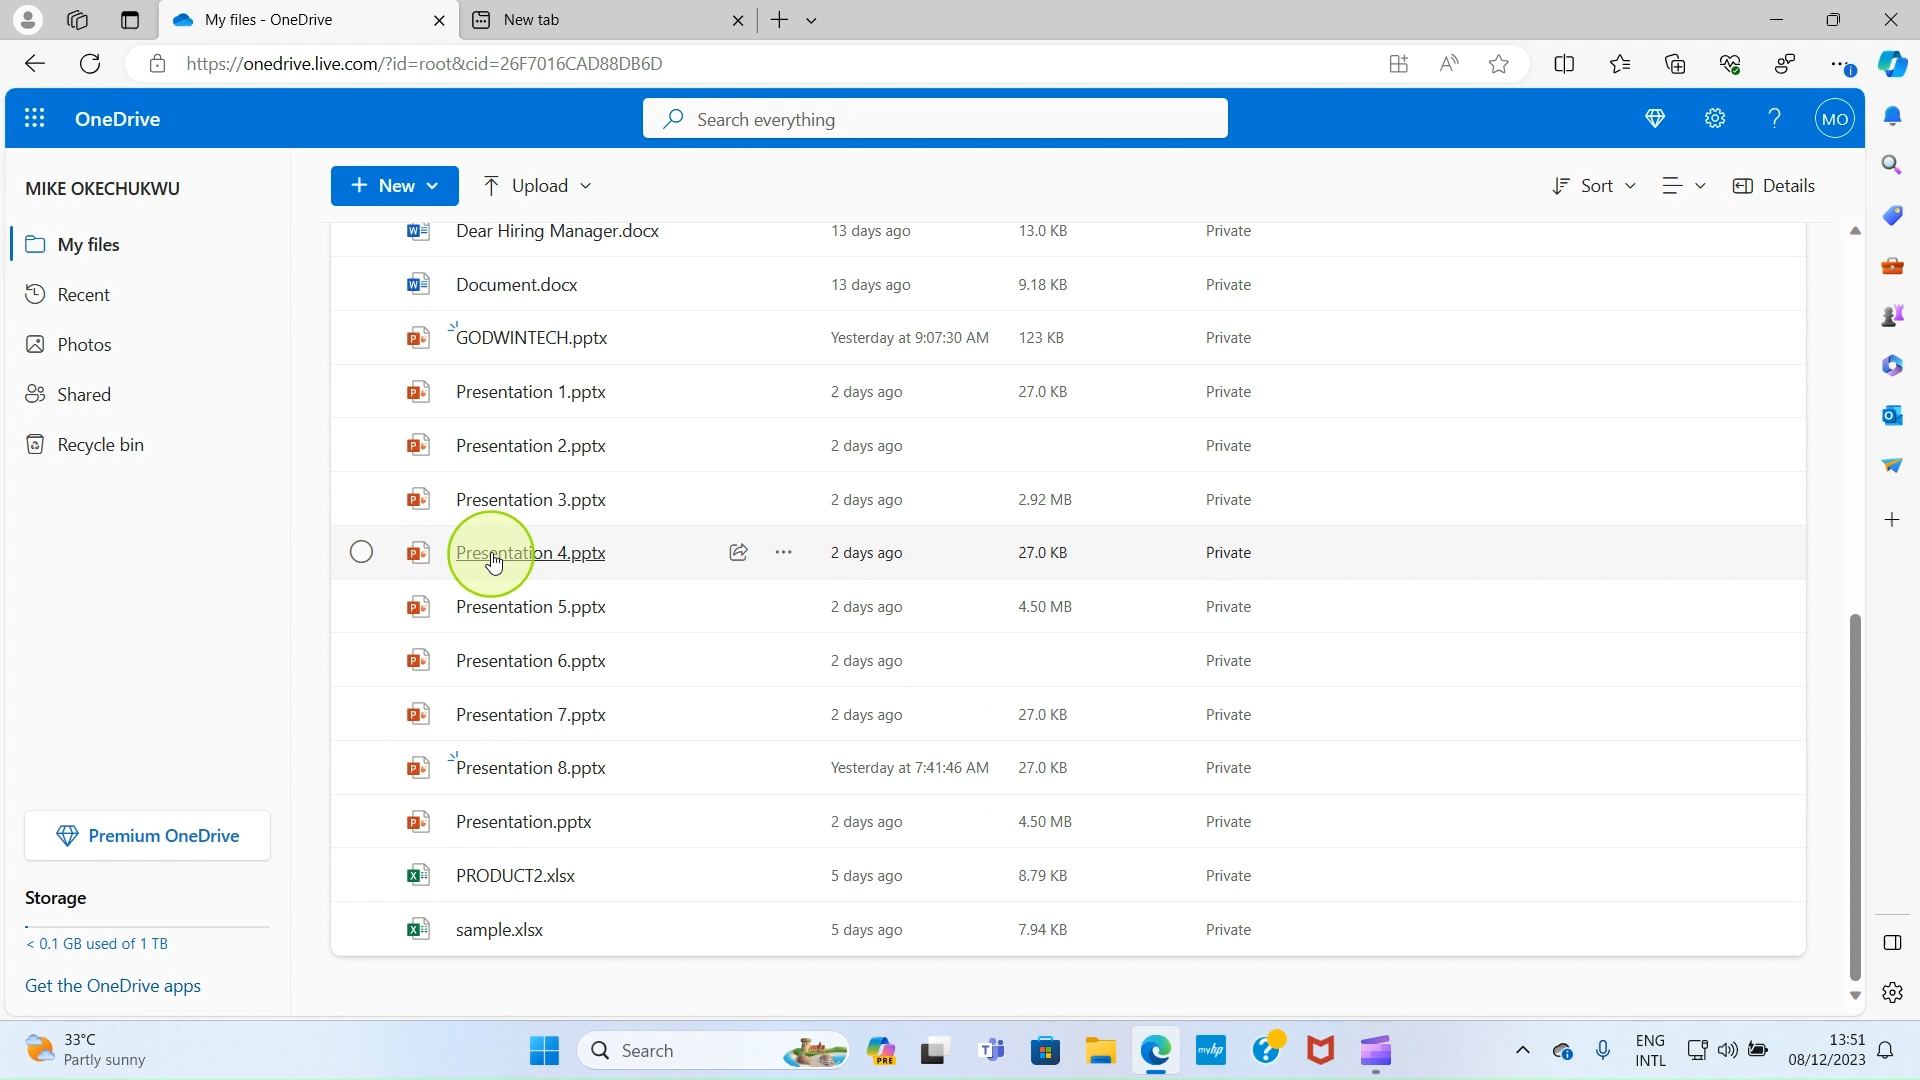 My files - OneDrive
New tab
https://onedrive.live.com/?id=root&cid=26F7016CAD88DB6D
OneDrive
Search everything
MO
MIKE OKECHUKWU
New
Upload
Sort
Details
My files
Recent
Photos
Shared
Recycle bin
Dear Hiring Manager.docx 13 days ago 13.0 KB Private
Document.docx 13 days ago 9.18 KB Private
GODWINTECH.pptx Yesterday at 9:07:30 AM 123 KB Private
Presentation 1.pptx 2 days ago 27.0 KB Private
Presentation 2.pptx 2 days ago Private
Presentation 3.pptx 2 days ago 2.92 MB Private
Presentation 4.pptx 2 days ago 27.0 KB Private
Presentation 5.pptx 2 days ago 4.50 MB Private
Presentation 6.pptx 2 days ago Private
Presentation 7.pptx 2 days ago 27.0 KB Private
Presentation 8.pptx Yesterday at 7:41:46 AM 27.0 KB Private
Presentation.pptx 2 days ago 4.50 MB Private
PRODUCT2.xlsx 5 days ago 8.79 KB Private
sample.xlsx 5 days ago 7.94 KB Private
Premium OneDrive
Storage
< 0.1 GB used of 1 TB
Get the OneDrive apps
33°C
Partly sunny
Search
PRE
myhp
ENG
INTL
13:51
08/12/2023